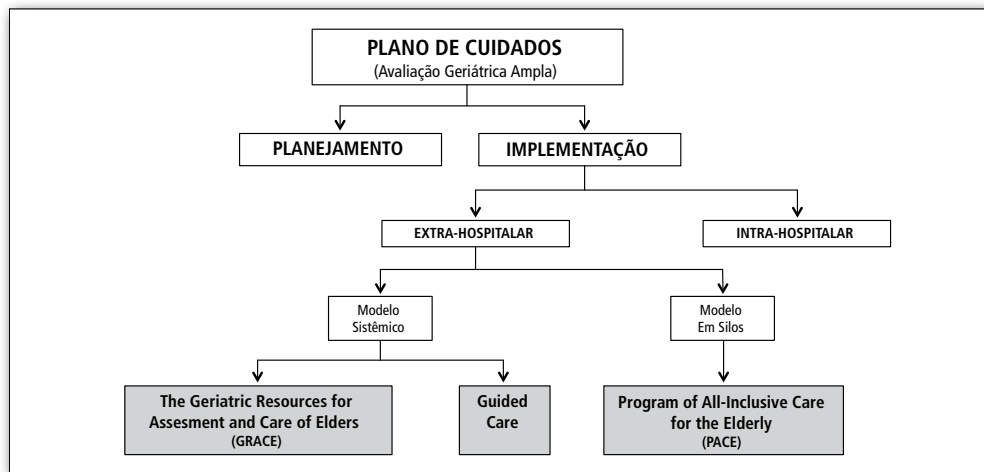 PLANO DE CUIDADOS
(Avaliação Geriátrica Ampla)
PLANEJAMENTO
IMPLEMENTAÇÃO
EXTRA-HOSPITALAR
INTRA-HOSPITALAR
Modelo
Sistêmico
Modelo
Em Silos
The Geriatric Resources for
Assesment and Care of Elders
(GRACE)
Guided
Care
Program of All-Inclusive Care
for the Elderly
(PACE)